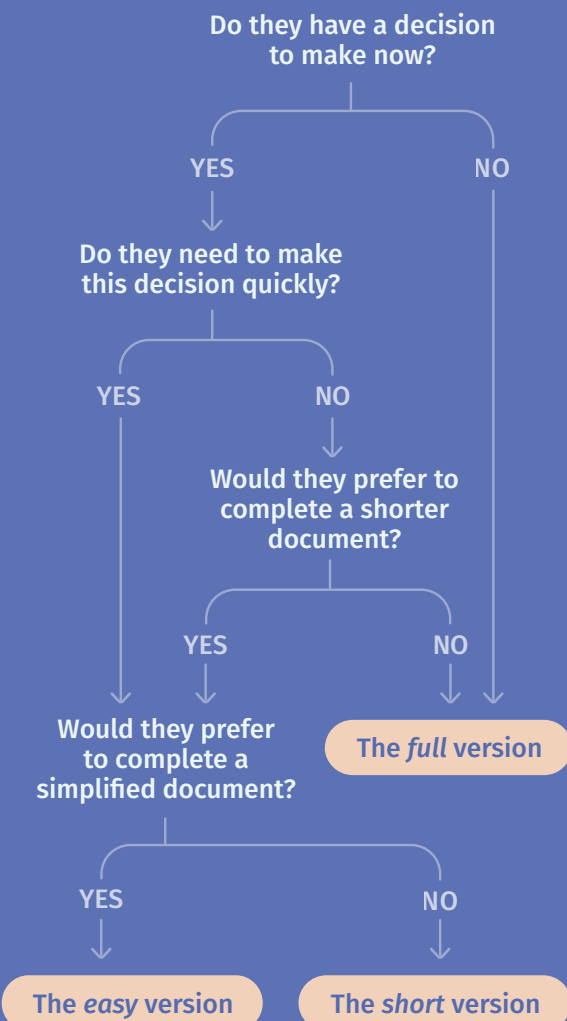 Do they have a decision
to make now?
YES
NO
Do they need to make
this decision quickly?
YES
NO
Would they prefer to
complete a shorter
document?
YES
NO
Would they prefer
to complete a
simplified document?
The full version
YES
NO
The easy version
The short version